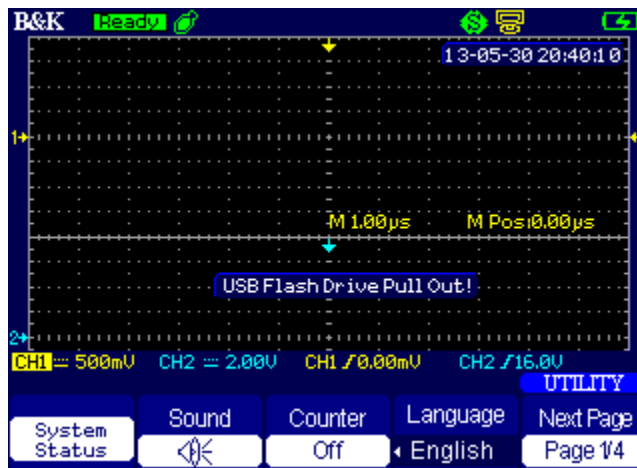 B&K Ready
13-05-30 20:40:10
1
M 1.00µs M Pos:0.00µs
USB Flash Drive Pull Out!
2
CH1 500mV CH2 2.00V CH1 0.00mV CH2 16.0V
UTILITY
System Status
Sound
Counter
Off
Language
English
Next Page
Page 1/4